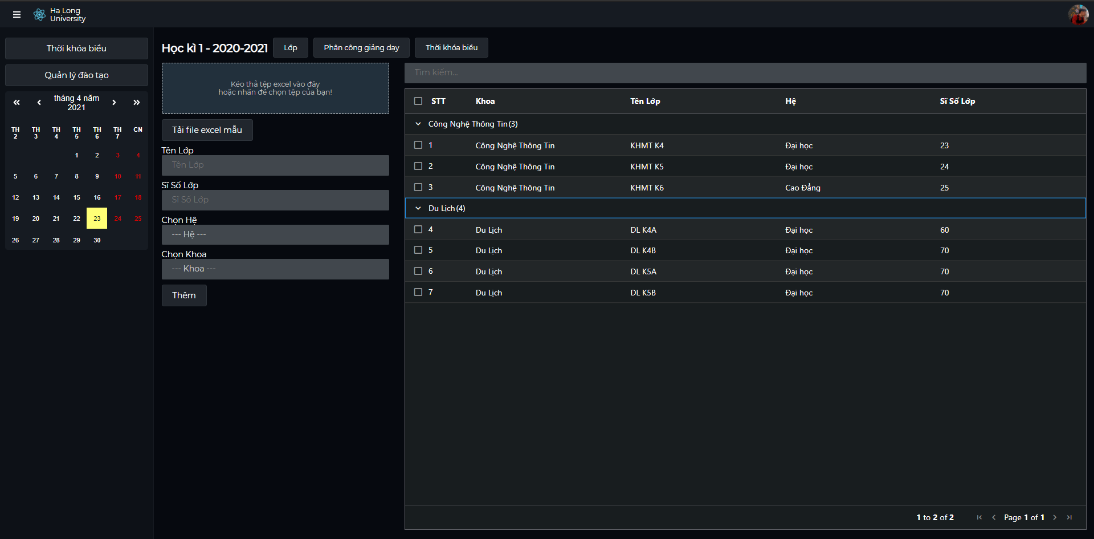 Ha Long
University
Thời khóa biểu
Quản lý đào tạo
« ‹ tháng 4 năm 2021 › »
TH 2 TH 3 TH 4 TH 5 TH 6 TH 7 CN
1 2 3 4
5 6 7 8 9 10 11
12 13 14 15 16 17 18
19 20 21 22 23 24 25
26 27 28 29 30
Học kì 1 - 2020-2021 Lớp Phân công giảng dạy Thời khóa biểu
Kéo thả tệp excel vào đây
hoặc nhấn để chọn tệp của bạn!
Tải file excel mẫu
Tên Lớp
Tên Lớp
Sĩ Số Lớp
Sĩ Số Lớp
Chọn Hệ
--- Hệ ---
Chọn Khoa
--- Khoa ---
Thêm
Tìm kiếm...
STT Khoa Tên Lớp Hệ Sĩ Số Lớp
Công Nghệ Thông Tin (3)
1 Công Nghệ Thông Tin KHMT K4 Đại học 23
2 Công Nghệ Thông Tin KHMT K5 Đại học 24
3 Công Nghệ Thông Tin KHMT K6 Cao Đẳng 25
Du Lịch (4)
4 Du Lịch DL K4A Đại học 60
5 Du Lịch DL K4B Đại học 70
6 Du Lịch DL K5A Đại học 70
7 Du Lịch DL K5B Đại học 70
1 to 2 of 2 Page 1 of 1